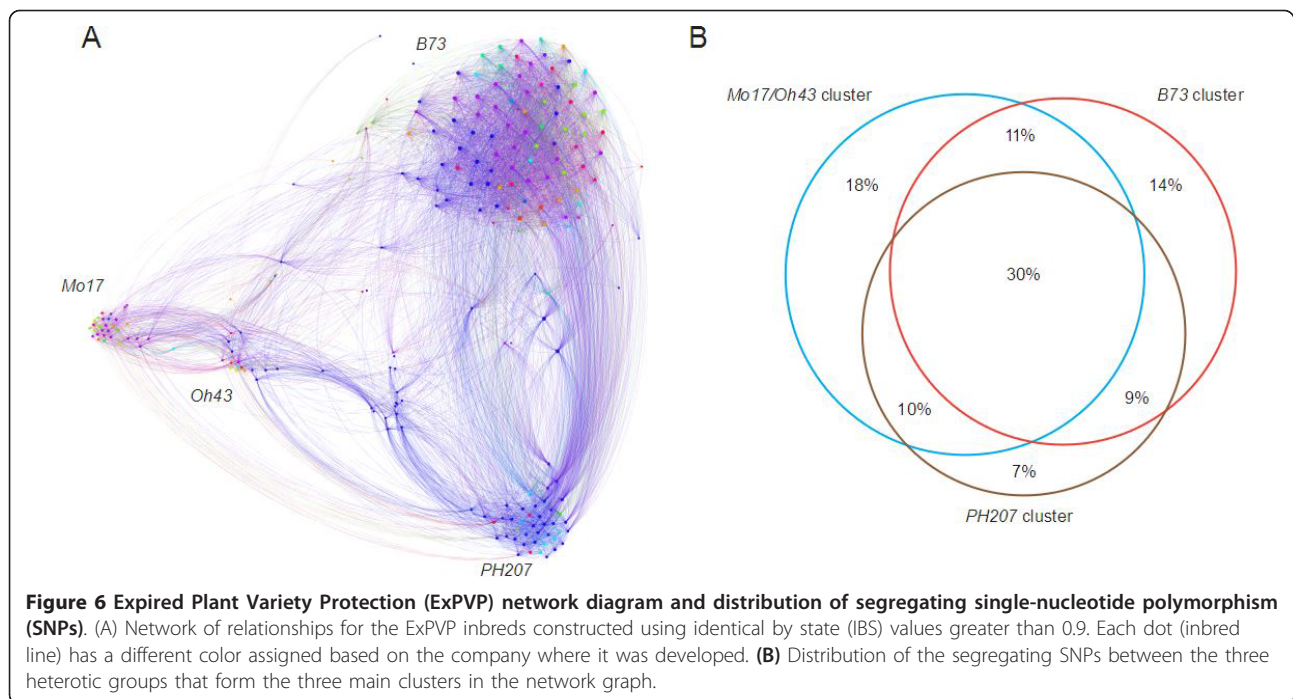 A
B
B73
Mo17/Oh43 cluster
B73 cluster
11%
18%
14%
30%
Mo17
Oh43
10%
9%
7%
PH207
PH207 cluster
Figure 6 Expired Plant Variety Protection (ExPVP) network diagram and distribution of segregating single-nucleotide polymorphism
(SNPs). (A) Network of relationships for the ExPVP inbreds constructed using identical by state (IBS) values greater than 0.9. Each dot (inbred
line) has a different color assigned based on the company where it was developed. (B) Distribution of the segregating SNPs between the three
heterotic groups that form the three main clusters in the network graph.